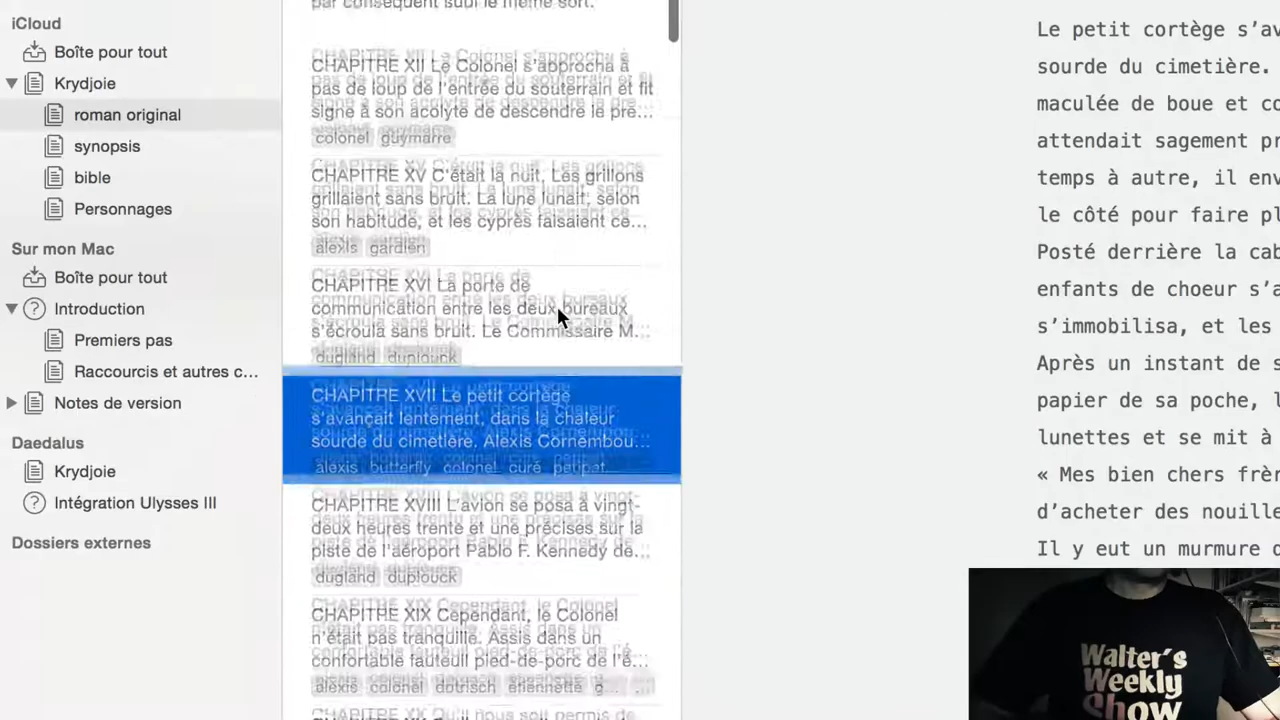 iCloud
Boîte pour tout
Krydjoie
roman original
synopsis
bible
Personnages
Sur mon Mac
Boîte pour tout
Introduction
Premiers pas
Raccourcis et autres c…
Notes de version
Daedalus
Krydjoie
Intégration Ulysses III
Dossiers externes
par conséquent subi le même sort.
CHAPITRE XII Le Colonel s'approcha à
pas de loup de l'entrée du souterrain et fit
signe à son acolyte de descendre le pre…
colonel guymarre
CHAPITRE XV C'était la nuit. Les grillons
grillaient sans bruit. La lune lunait, selon
son habitude, et les cyprès faisaient ce…
alexis gardien
CHAPITRE XVI La porte de
communication entre les deux bureaux
s'écroula sans bruit. Le Commissaire M…
dugland duplouck
CHAPITRE XVII Le petit cortège
s'avançait lentement, dans la chaleur
sourde du cimetière. Alexis Cornembou…
alexis butterfly colonel curé petipat
CHAPITRE XVIII L'avion se posa à vingt-
deux heures trente et une précises sur la
piste de l'aéroport Pablo F. Kennedy de…
dugland duplouck
CHAPITRE XIX Cependant, le Colonel
n'était pas tranquille. Assis dans un
confortable fauteuil pied-de-porc de l'é…
alexis colonel dotrisch etiennette g…
CHAPITRE XX Qu'il nous soit permis de
Le petit cortège s'av
sourde du cimetière.
maculée de boue et co
attendait sagement pr
temps à autre, il env
le côté pour faire pl
Posté derrière la cab
enfants de choeur s'a
s'immobilisa, et les
Après un instant de s
papier de sa poche, l
lunettes et se mit à
« Mes bien chers frèr
d'acheter des nouille
Il y eut un murmure d
Walter's
Weekly
Show